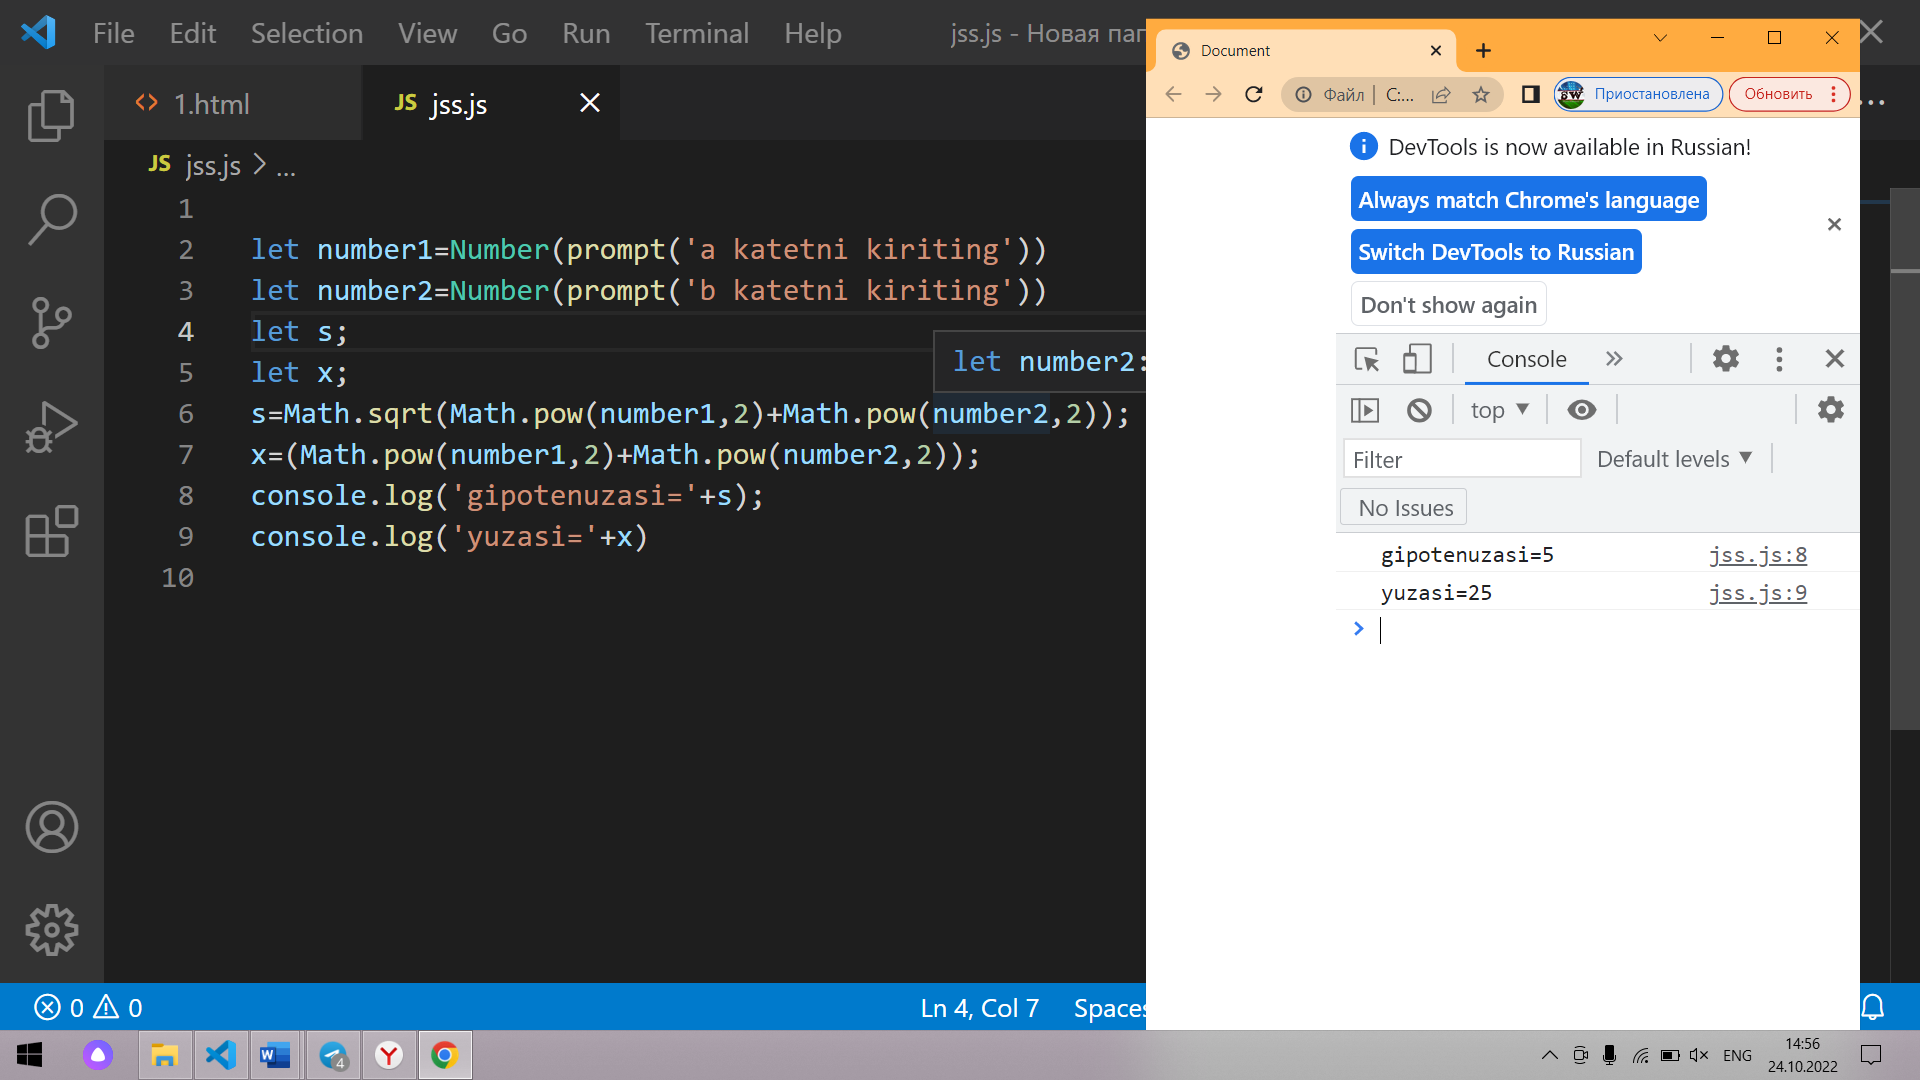 File Edit Selection View Go Run Terminal Help
jss.js - Новая пап
1.html
JS jss.js
JS jss.js > ...
1
2 let number1=Number(prompt('a katetni kiriting'))
3 let number2=Number(prompt('b katetni kiriting'))
4 let s;
5 let x;
let number2:
6 s=Math.sqrt(Math.pow(number1,2)+Math.pow(number2,2));
7 x=(Math.pow(number1,2)+Math.pow(number2,2));
8 console.log('gipotenuzasi='+s);
9 console.log('yuzasi='+x)
10
0 0
Ln 4, Col 7 Spaces
Document
Файл | C:... Приостановлена Обновить
DevTools is now available in Russian!
Always match Chrome's language
Switch DevTools to Russian
Don't show again
Console
top
Filter Default levels
No Issues
gipotenuzasi=5 jss.js:8
yuzasi=25 jss.js:9
4
ENG
14:56
24.10.2022